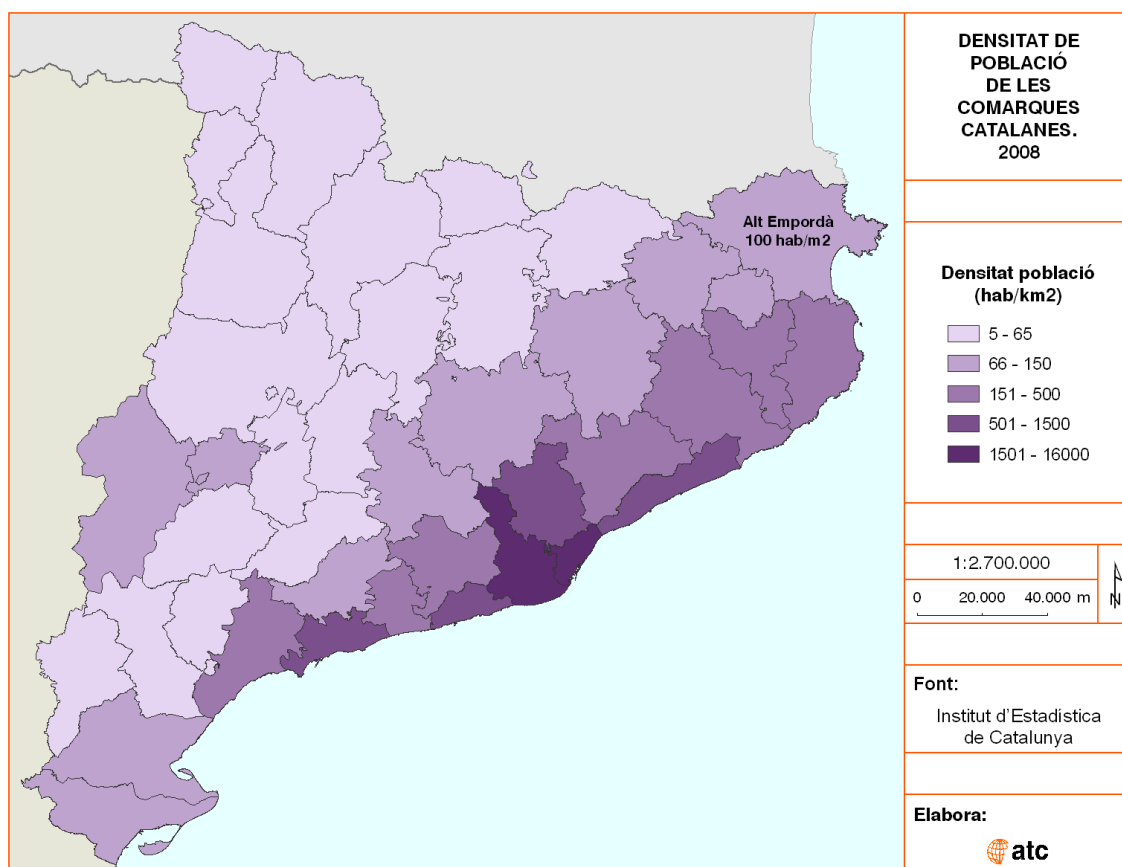 DENSITAT DE
POBLACIÓ
DE LES
COMARQUES
CATALANES.
2008
Alt Empordà
100 hab/m2
Densitat població
(hab/km2)
5 - 65
66 - 150
151 - 500
501 - 1500
1501 - 16000
1:2.700.000
0 20.000 40.000 m
N
Font:
Institut d'Estadística
de Catalunya
Elabora:
atc